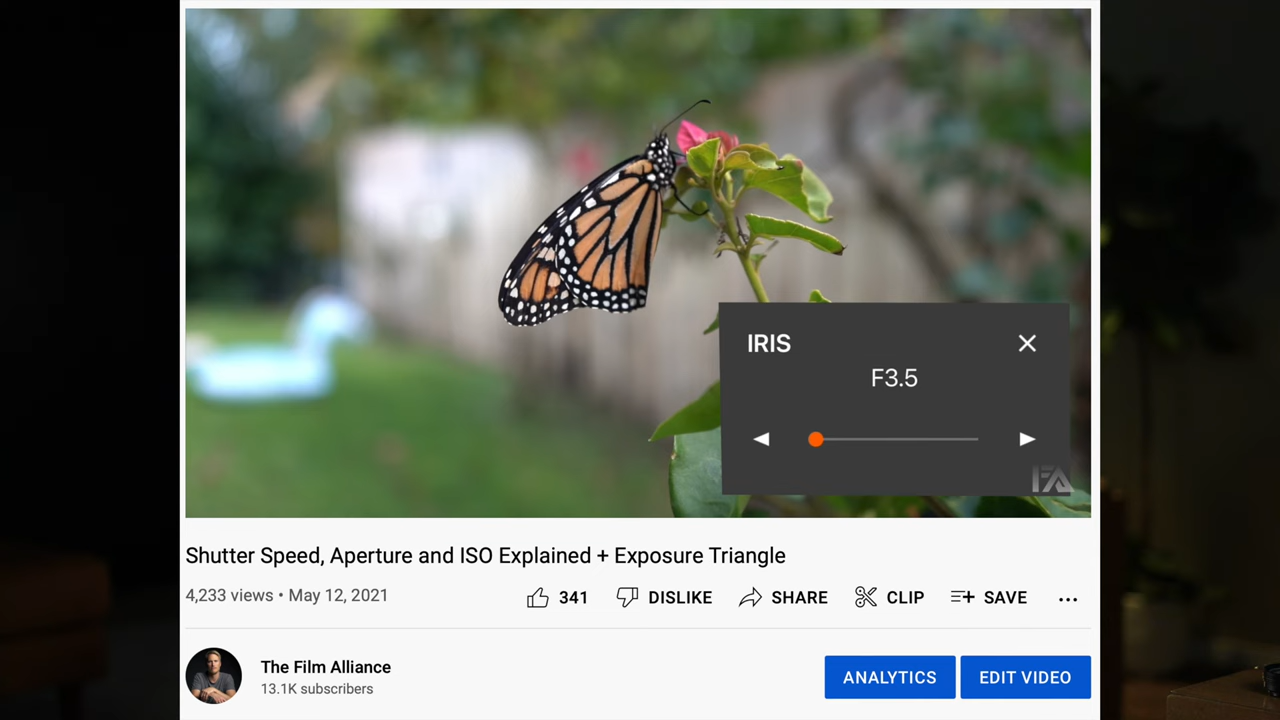 IRIS
F3.5
FA
Shutter Speed, Aperture and ISO Explained + Exposure Triangle
4,233 views • May 12, 2021
341 DISLIKE SHARE CLIP SAVE
The Film Alliance
13.1K subscribers
ANALYTICS EDIT VIDEO